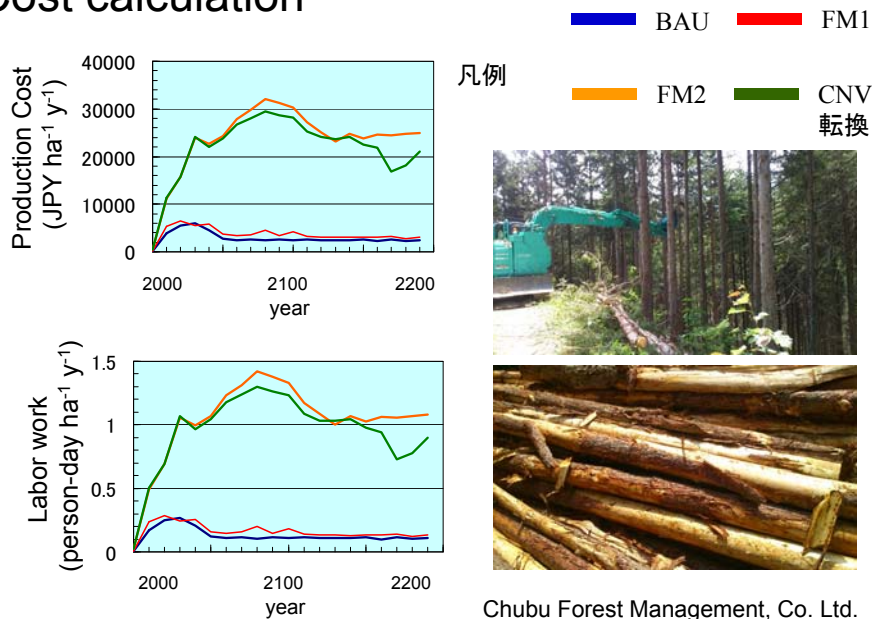 cost calculation
BAU
FM1
凡例
FM2
CNV
転換
Production Cost
(JPY ha-1 y-1)
40000
30000
20000
10000
0
2000
2100
2200
year
Labor work
(person-day ha-1 y-1)
1.5
1
0.5
0
2000
2100
2200
year
Chubu Forest Management, Co. Ltd.